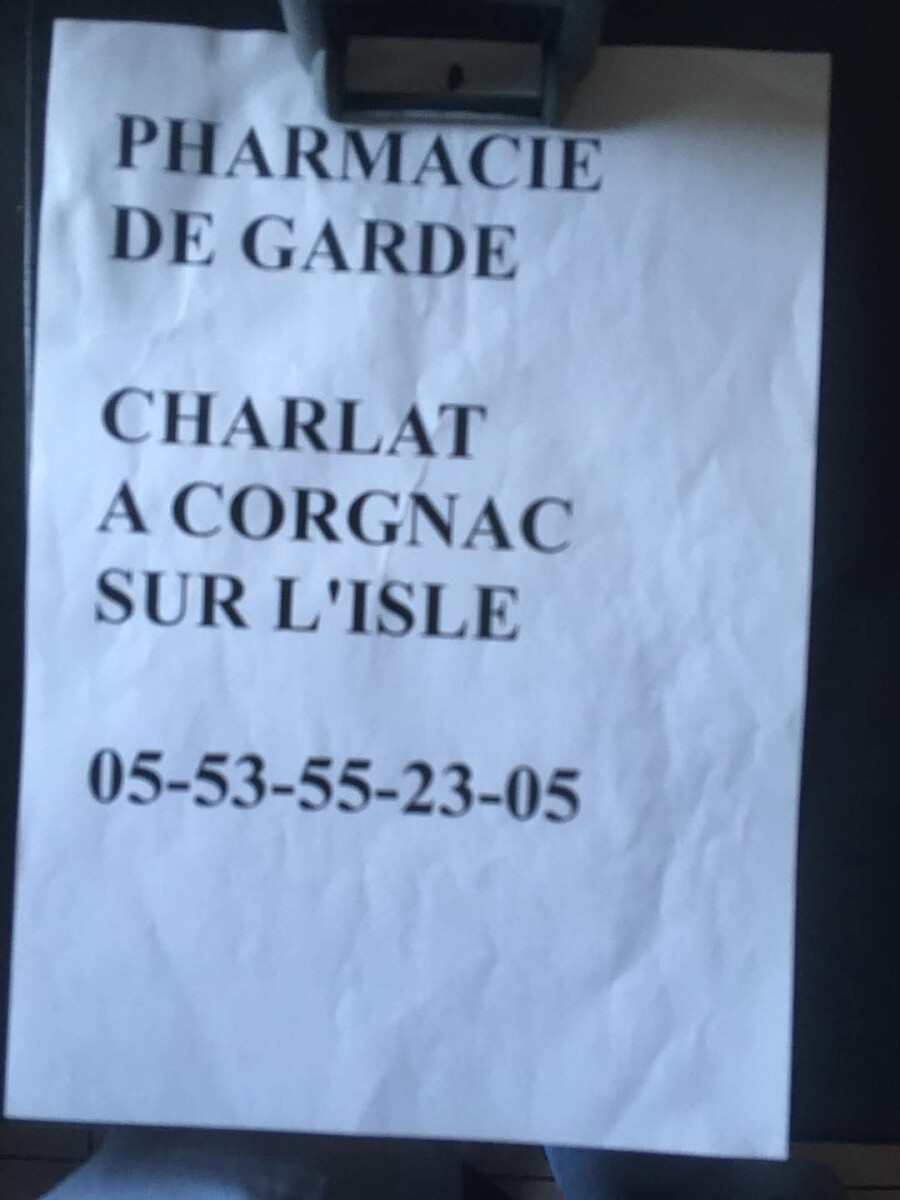 PHARMACIE
DE GARDE
CHARLAT
A CORGNAC
SUR L'ISLE
05-53-55-23-05